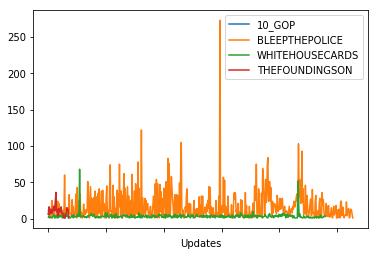 10_GOP
BLEEPTHEPOLICE
WHITEHOUSECARDS
THEFOUNDINGSON
250
200
150
100
50
0
Updates